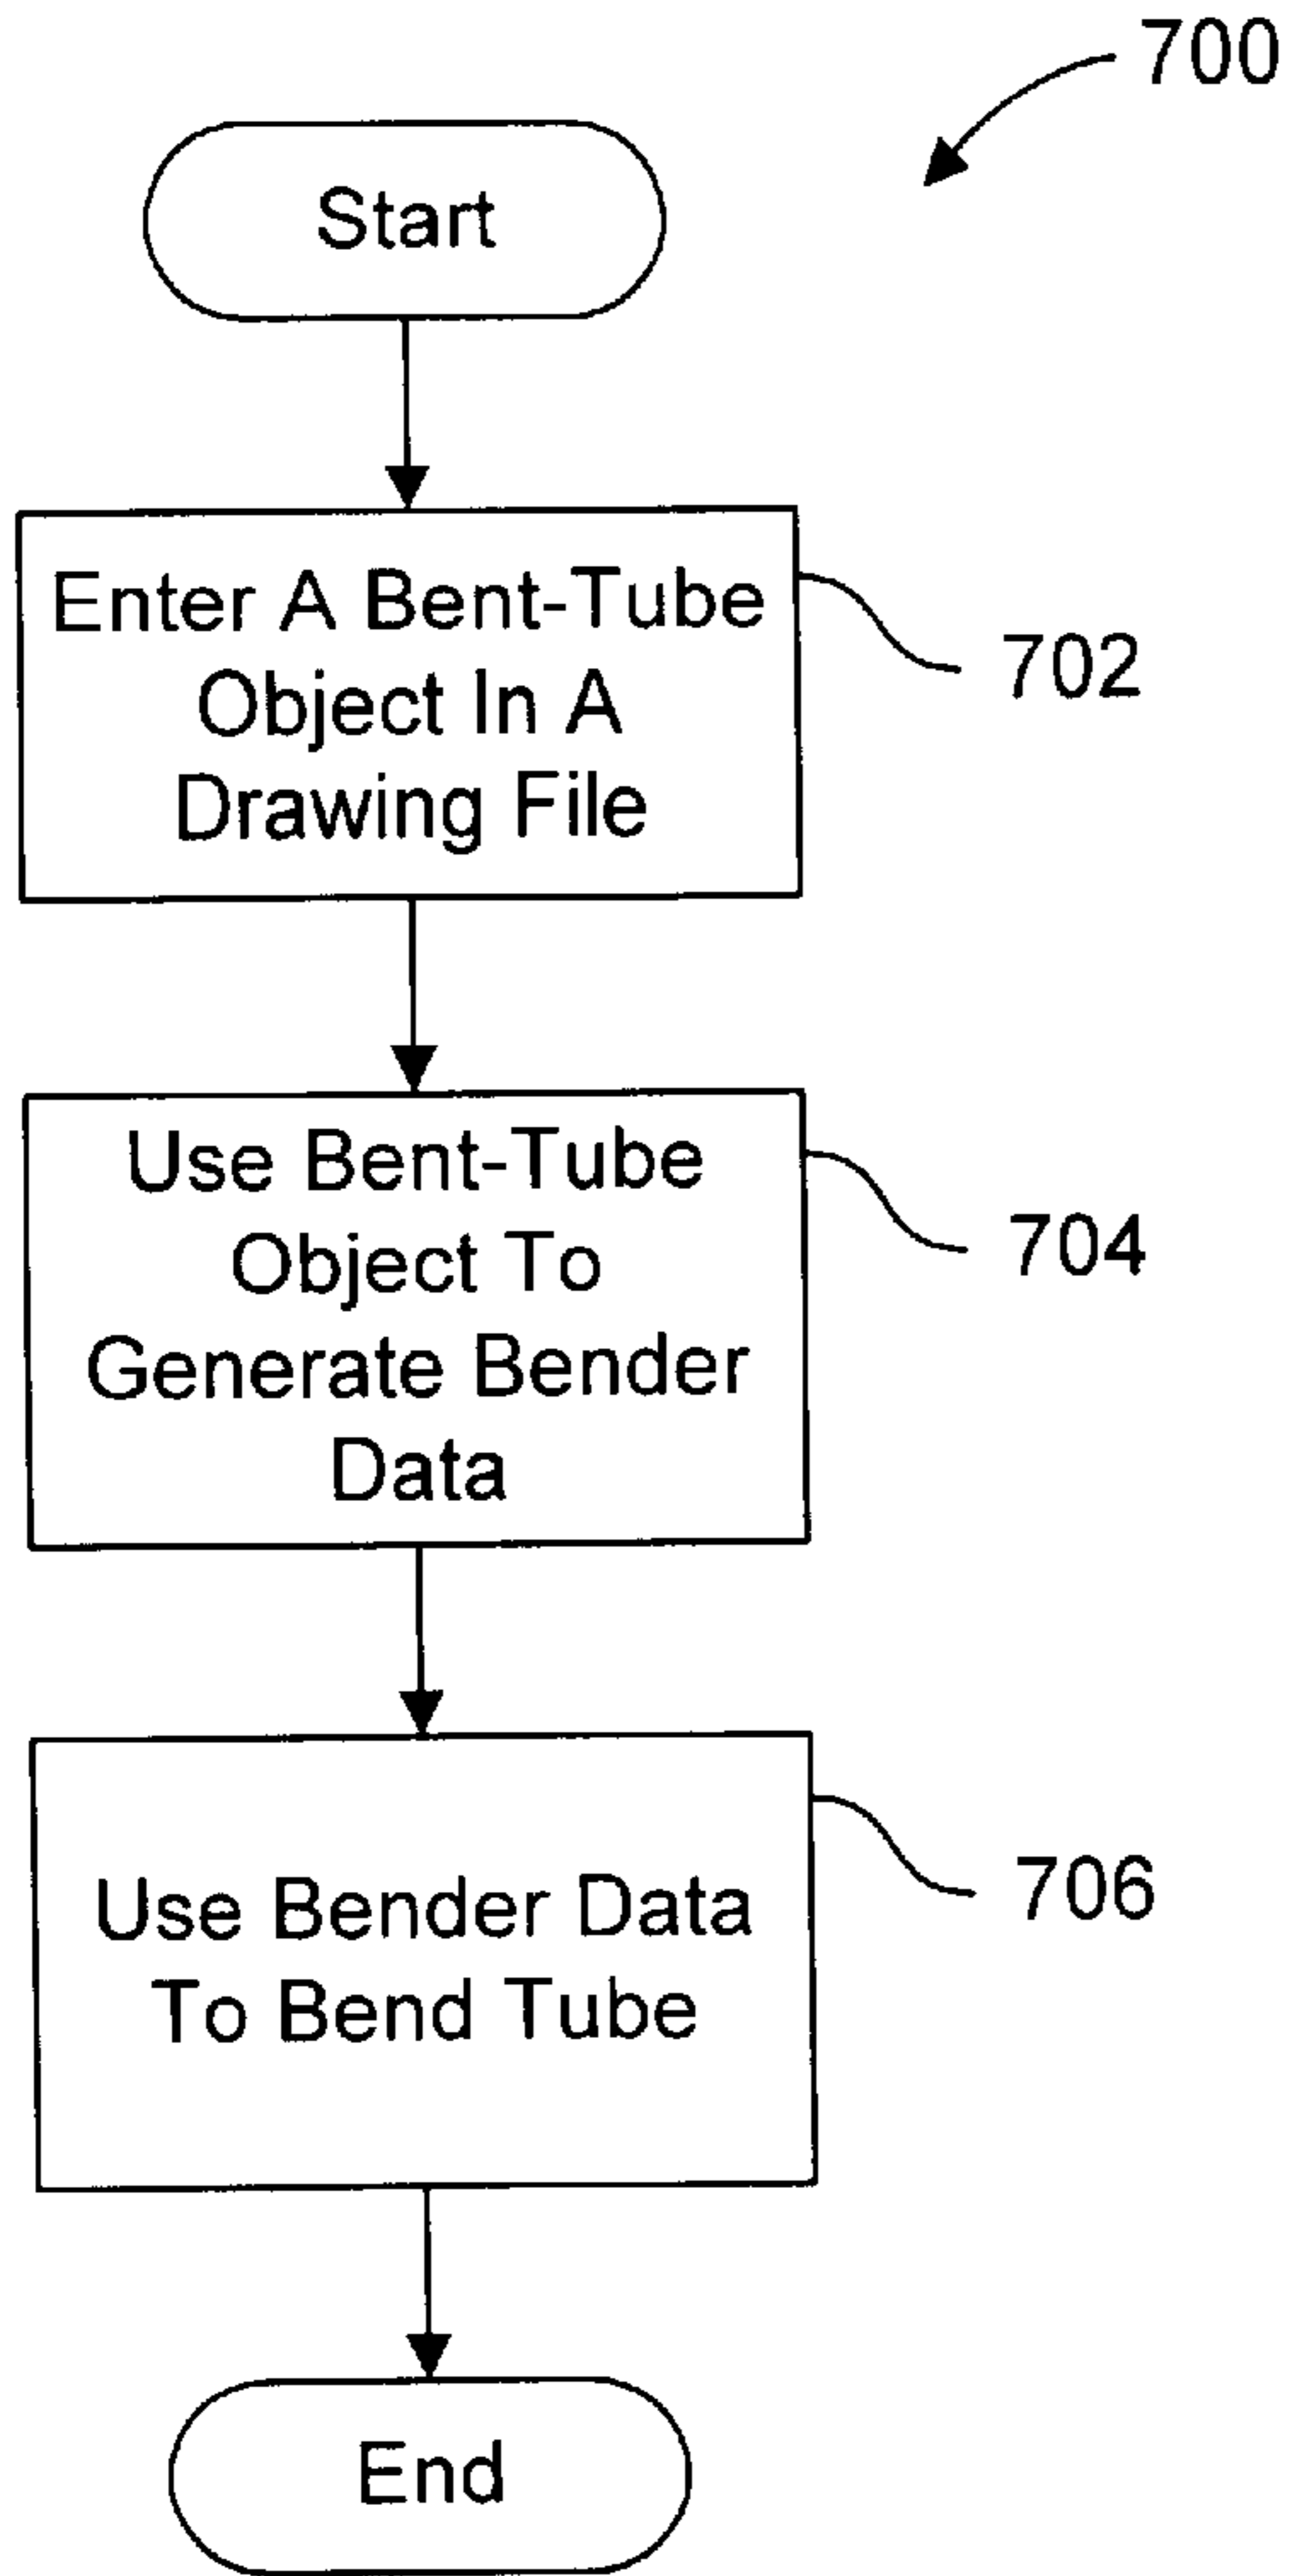 700
Start
Enter A Bent-Tube
Object In A
Drawing File
702
Use Bent-Tube
Object To
Generate Bender
Data
704
Use Bender Data
To Bend Tube
706
End